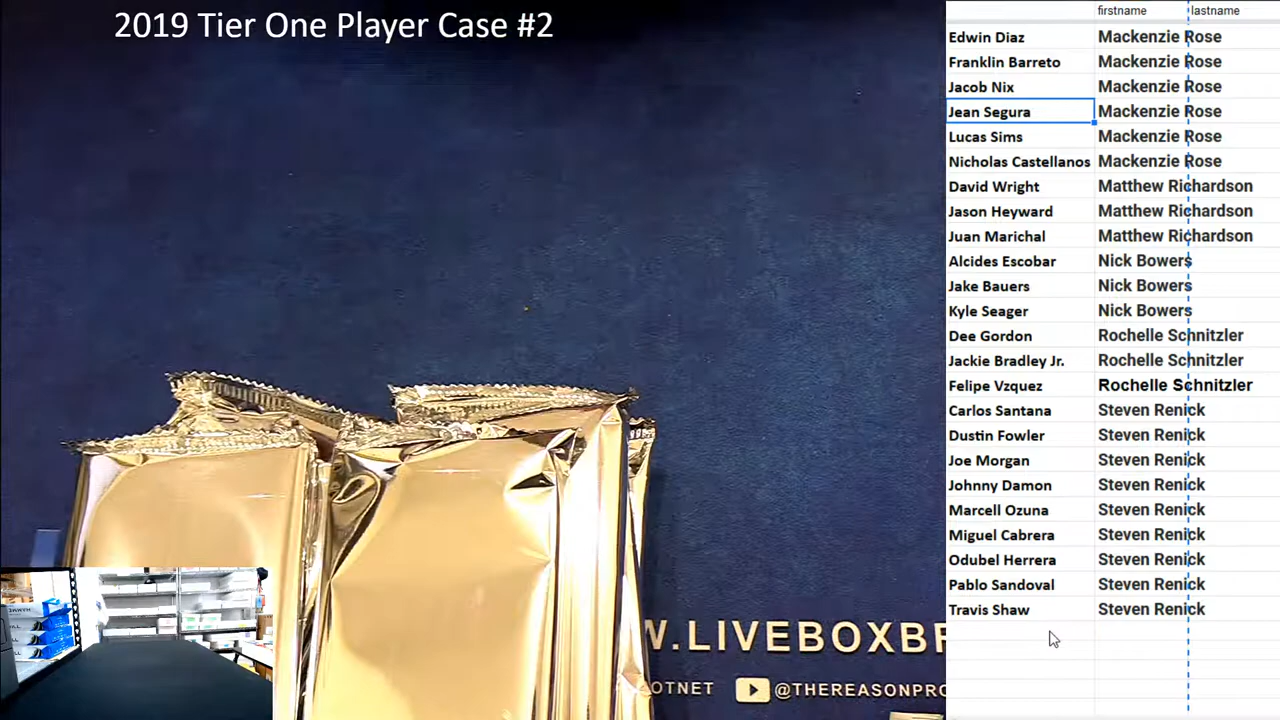 2019 Tier One Player Case #2
firstname lastname
Edwin Diaz Mackenzie Rose
Franklin Barreto Mackenzie Rose
Jacob Nix Mackenzie Rose
Jean Segura Mackenzie Rose
Lucas Sims Mackenzie Rose
Nicholas Castellanos Mackenzie Rose
David Wright Matthew Richardson
Jason Heyward Matthew Richardson
Juan Marichal Matthew Richardson
Alcides Escobar Nick Bowers
Jake Bauers Nick Bowers
Kyle Seager Nick Bowers
Dee Gordon Rochelle Schnitzler
Jackie Bradley Jr. Rochelle Schnitzler
Felipe Vzquez Rochelle Schnitzler
Carlos Santana Steven Renick
Dustin Fowler Steven Renick
Joe Morgan Steven Renick
Johnny Damon Steven Renick
Marcell Ozuna Steven Renick
Miguel Cabrera Steven Renick
Odubel Herrera Steven Renick
Pablo Sandoval Steven Renick
Travis Shaw Steven Renick
W.LIVEBOXBR
OTNET @THEREASONPRO